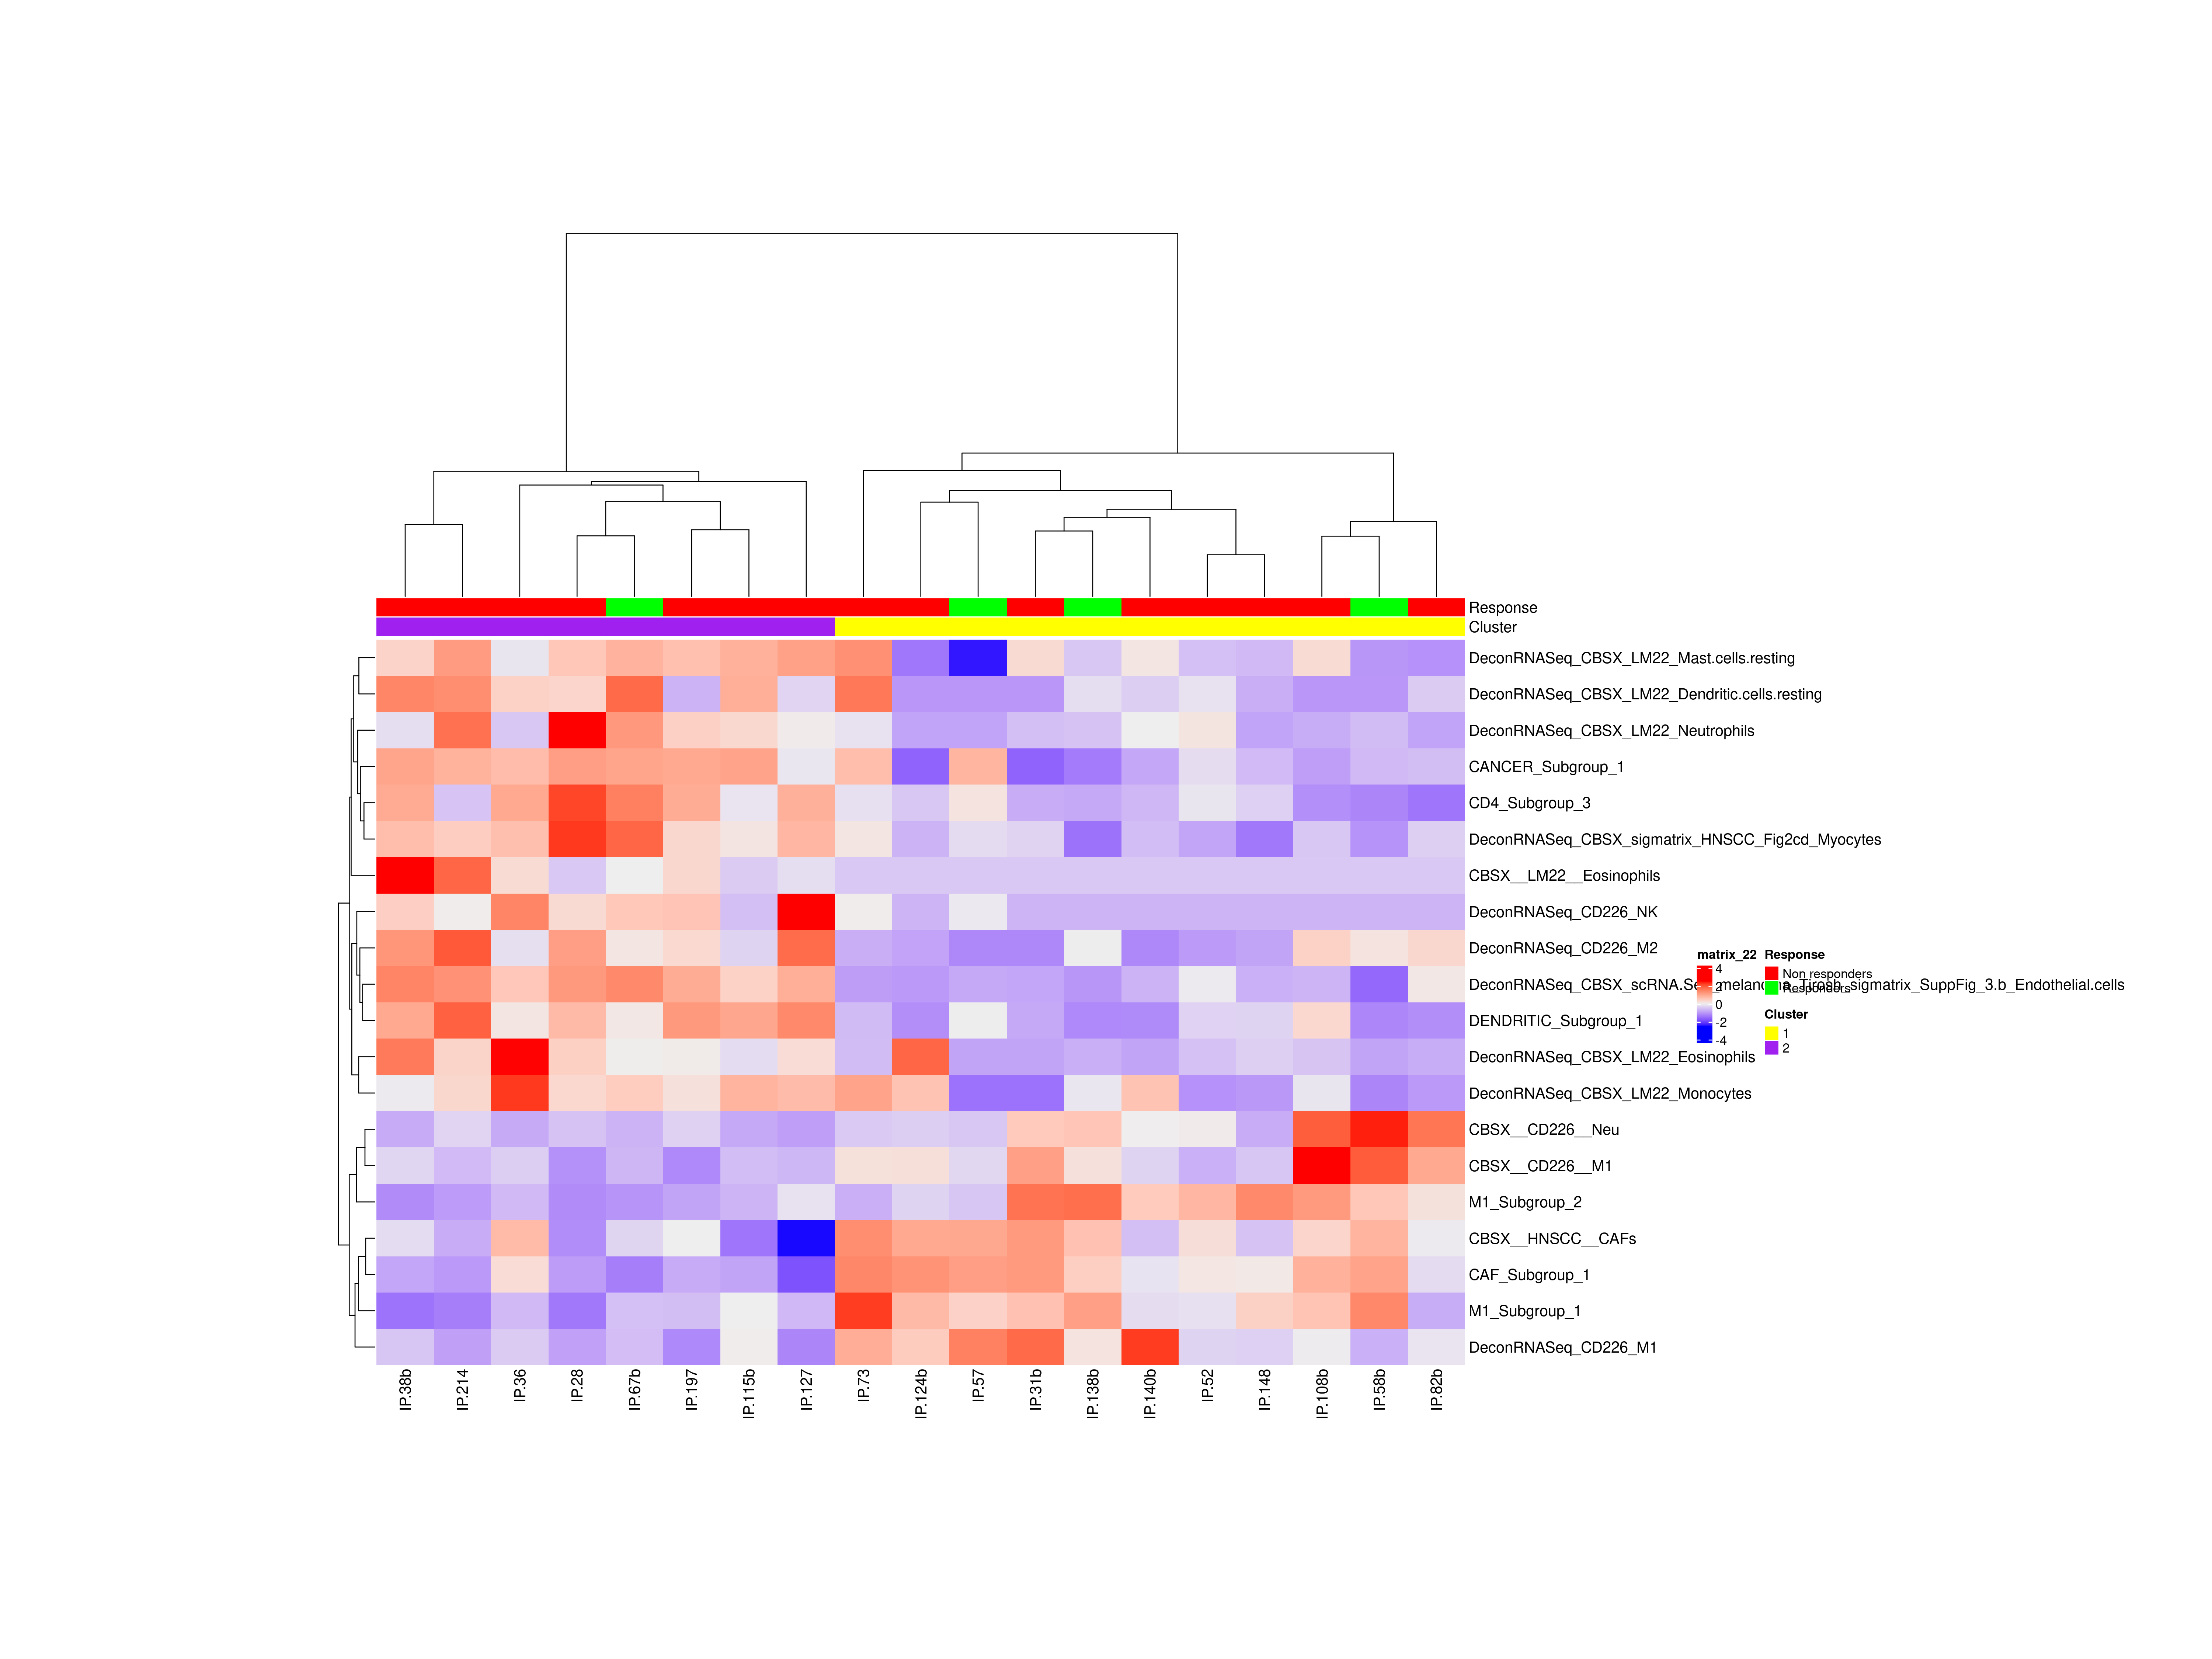 Response
Cluster
DeconRNASeq_CBSX_LM22_Mast.cells.resting
DeconRNASeq_CBSX_LM22_Dendritic.cells.resting
DeconRNASeq_CBSX_LM22_Neutrophils
CANCER_Subgroup_1
CD4_Subgroup_3
DeconRNASeq_CBSX_sigmatrix_HNSCC_Fig2cd_Myocytes
CBSX__LM22__Eosinophils
DeconRNASeq_CD226_NK
DeconRNASeq_CD226_M2
DeconRNASeq_CBSX_scRNA.Seq_melanoma_Tirosh_sigmatrix_SuppFig_3.b_Endothelial.cells
DENDRITIC_Subgroup_1
DeconRNASeq_CBSX_LM22_Eosinophils
DeconRNASeq_CBSX_LM22_Monocytes
CBSX__CD226__Neu
CBSX__CD226__M1
M1_Subgroup_2
CBSX__HNSCC__CAFs
CAF_Subgroup_1
M1_Subgroup_1
DeconRNASeq_CD226_M1
IP.38b
IP.214
IP.36
IP.28
IP.67b
IP.197
IP.115b
IP.127
IP.73
IP.124b
IP.57
IP.31b
IP.138b
IP.140b
IP.52
IP.148
IP.108b
IP.58b
IP.82b
matrix_22
4
2
0
-2
-4
Response
Non responders
Responders
Cluster
1
2